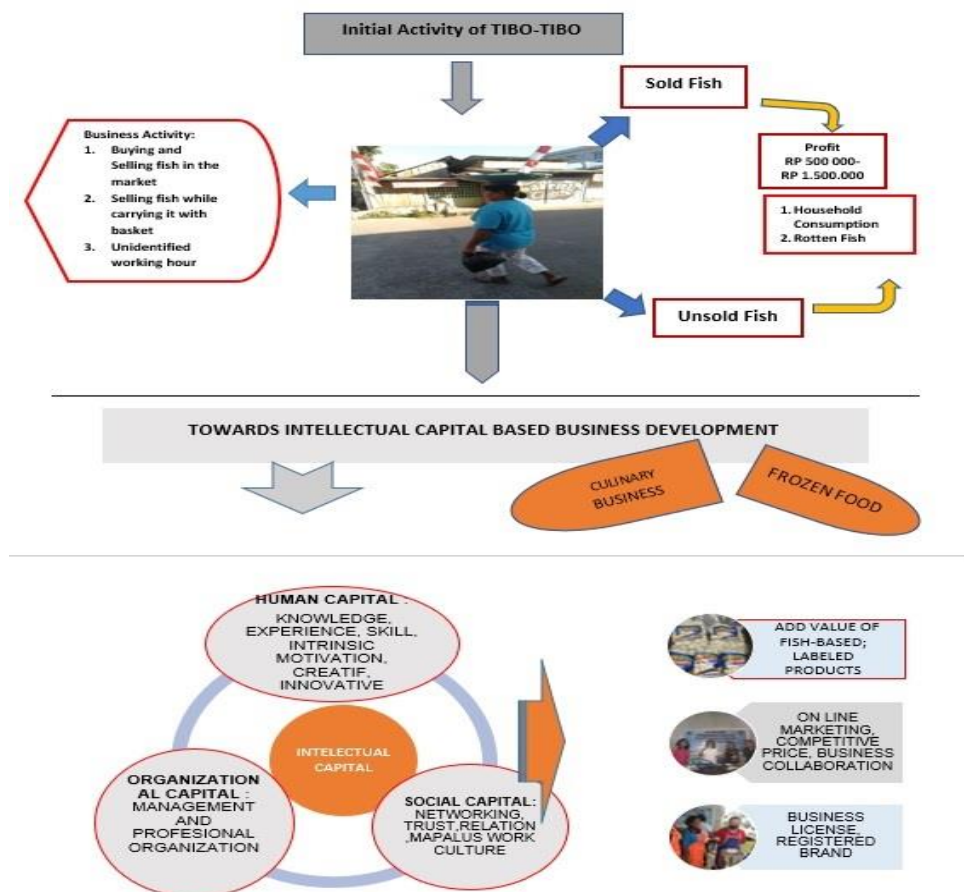 Initial Activity of TIBO-TIBO
Sold Fish
Business Activity:
1. Buying and
Selling fish in the
market
2. Selling fish while
carrying it with
basket
3. Unidentified
working hour
Profit
RP 500 000-
RP 1.500.000
1. Household
Consumption
2. Rotten Fish
Unsold Fish
TOWARDS INTELLECTUAL CAPITAL BASED BUSINESS DEVELOPMENT
CULINARY
BUSINESS
FROZEN FOOD
HUMAN CAPITAL :
KNOWLEDGE,
EXPERIENCE, SKILL,
INTRINSIC
MOTIVATION,
CREATIF,
INNOVATIVE
INTELECTUAL
CAPITAL
ORGANIZATION
AL CAPITAL :
MANAGEMENT
AND
PROFESIONAL
ORGANIZATION
SOCIAL CAPITAL:
NETWORKING,
TRUST,RELATION
,MAPALUS WORK
CULTURE
ADD VALUE OF
FISH-BASED;
LABELED
PRODUCTS
ON LINE
MARKETING,
COMPETITIVE
PRICE, BUSINESS
COLLABORATION
BUSINESS
LICENSE,
REGISTERED
BRAND